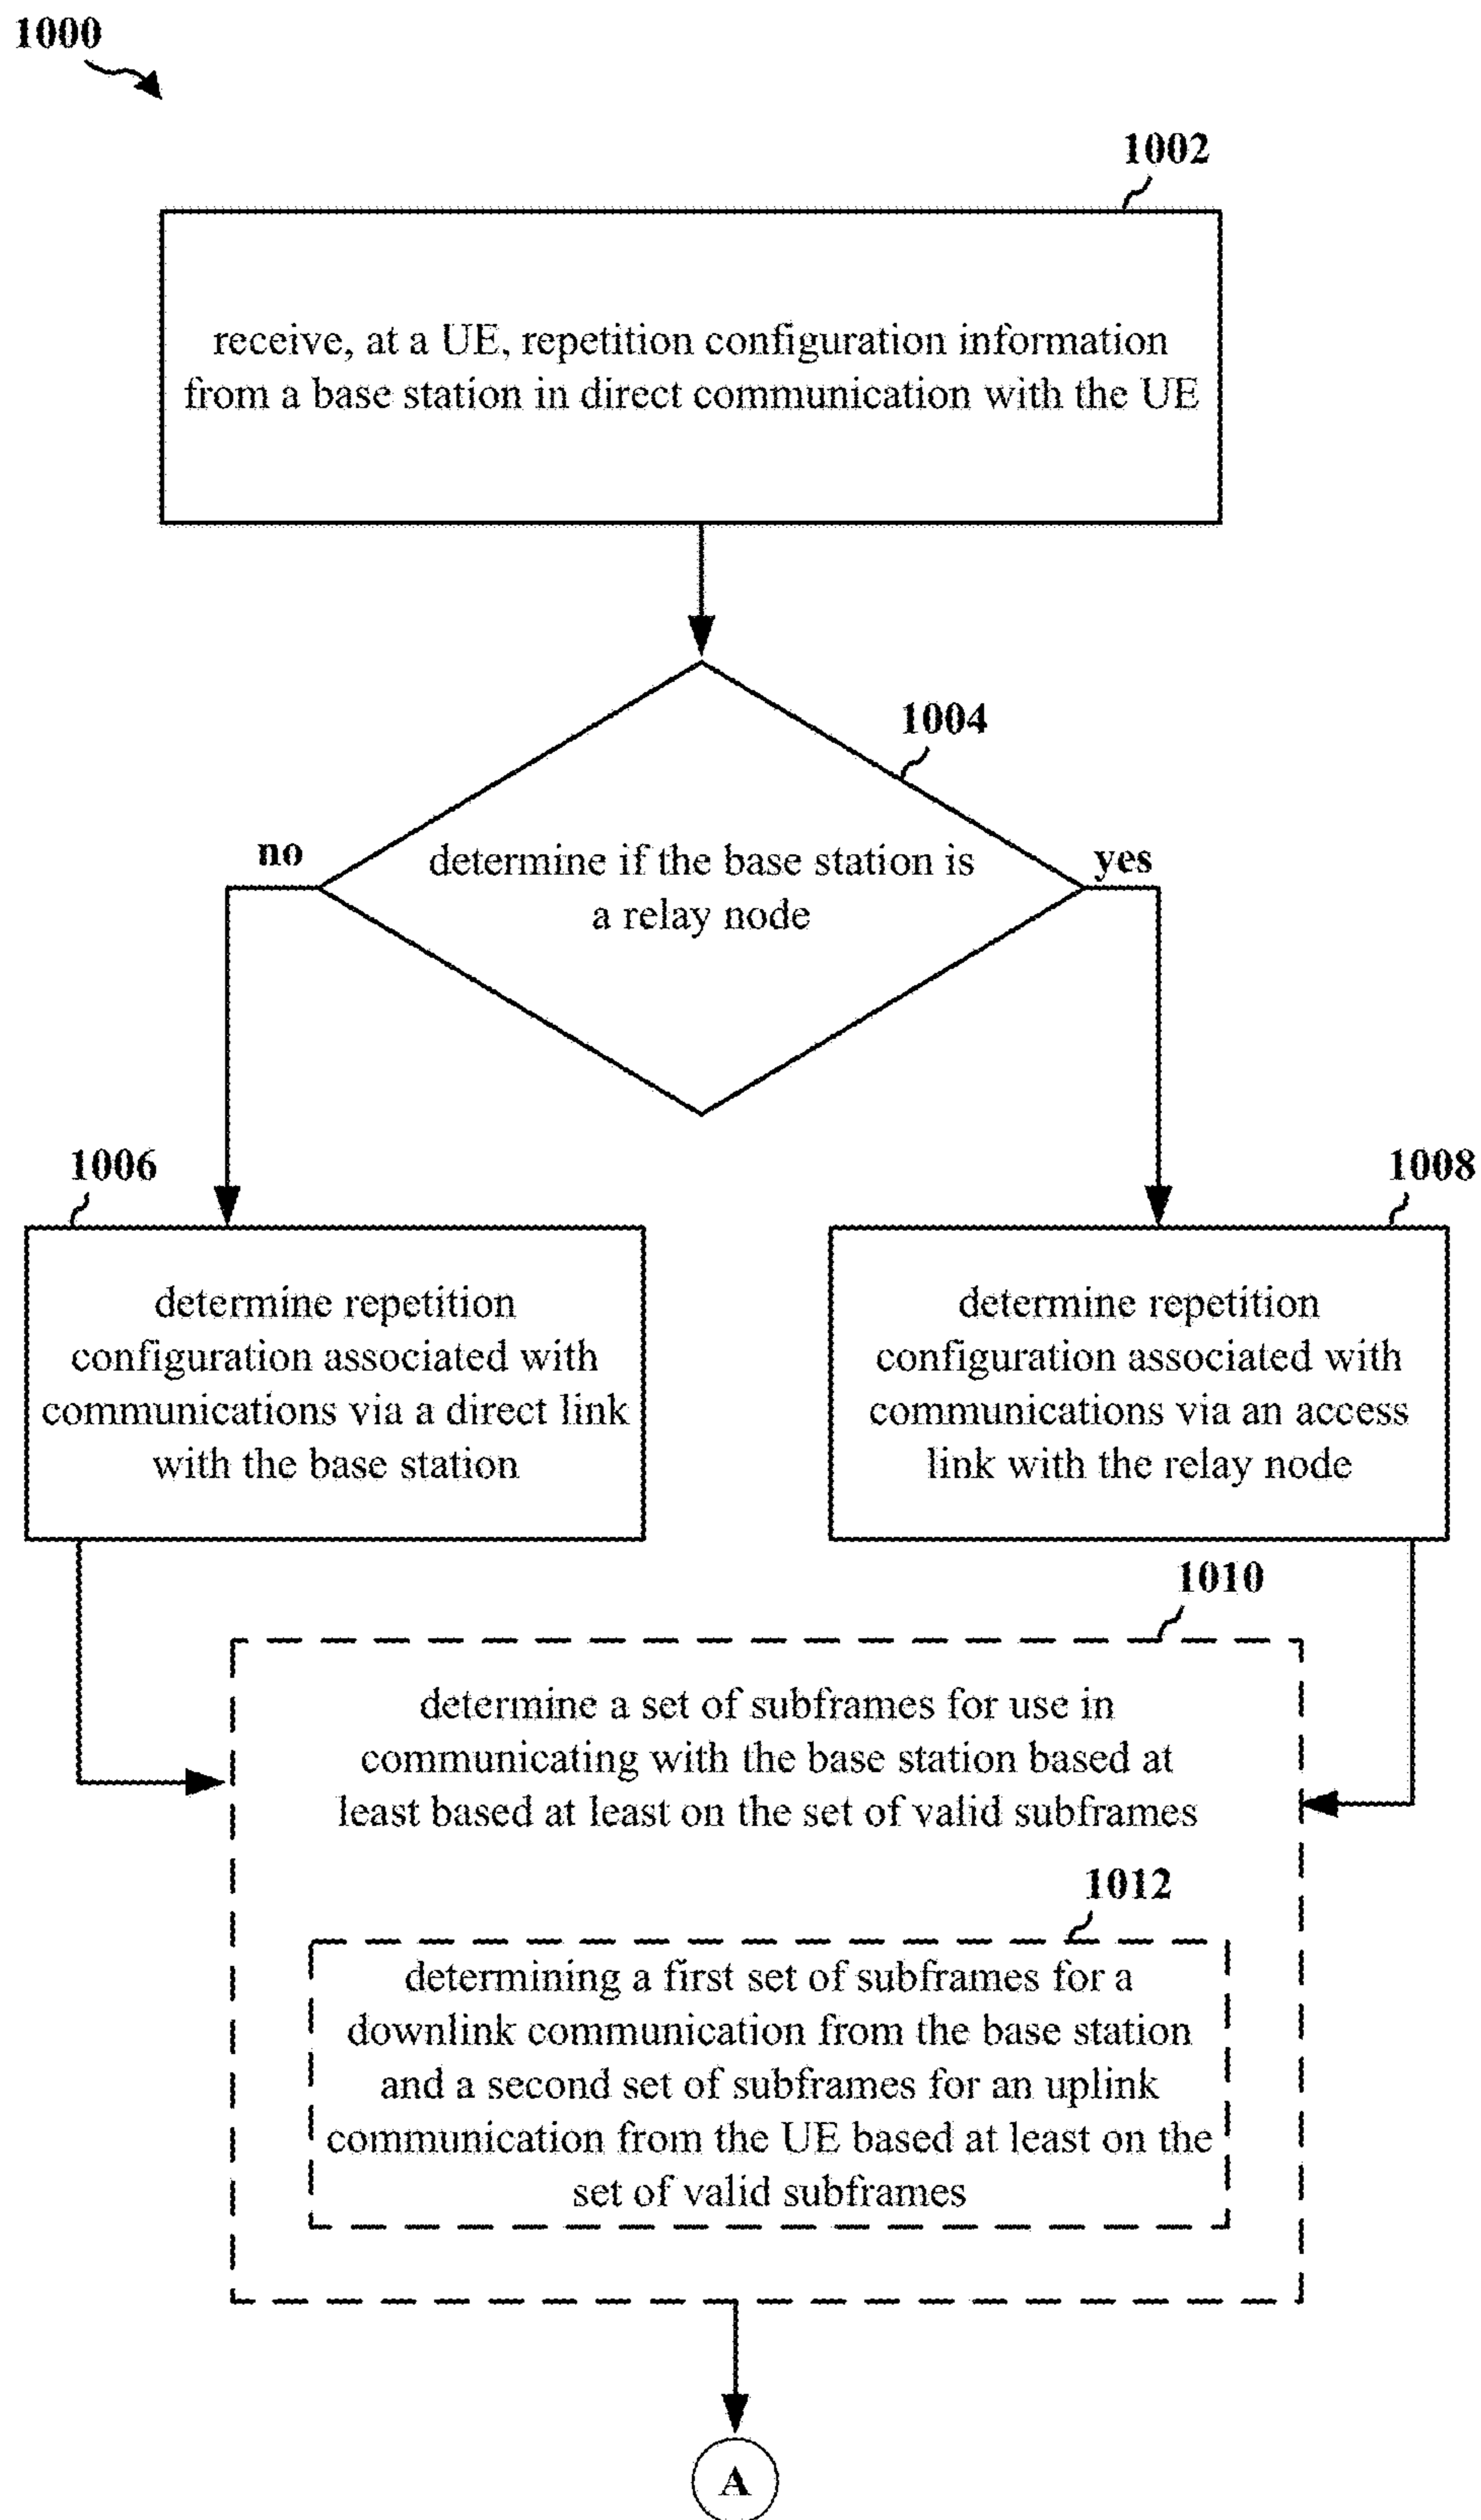 1000
1002
receive, at a UE, repetition configuration information
from a base station in direct communication with the UE
1004
no
determine if the base station is
a relay node
yes
1006
determine repetition
configuration associated with
communications via a direct link
with the base station
1008
determine repetition
configuration associated with
communications via an access
link with the relay node
1010
determine a set of subframes for use in
communicating with the base station based at
least based at least on the set of valid subframes
1012
determining a first set of subframes for a
downlink communication from the base station
and a second set of subframes for an uplink
communication from the UE based at least on the
set of valid subframes
A